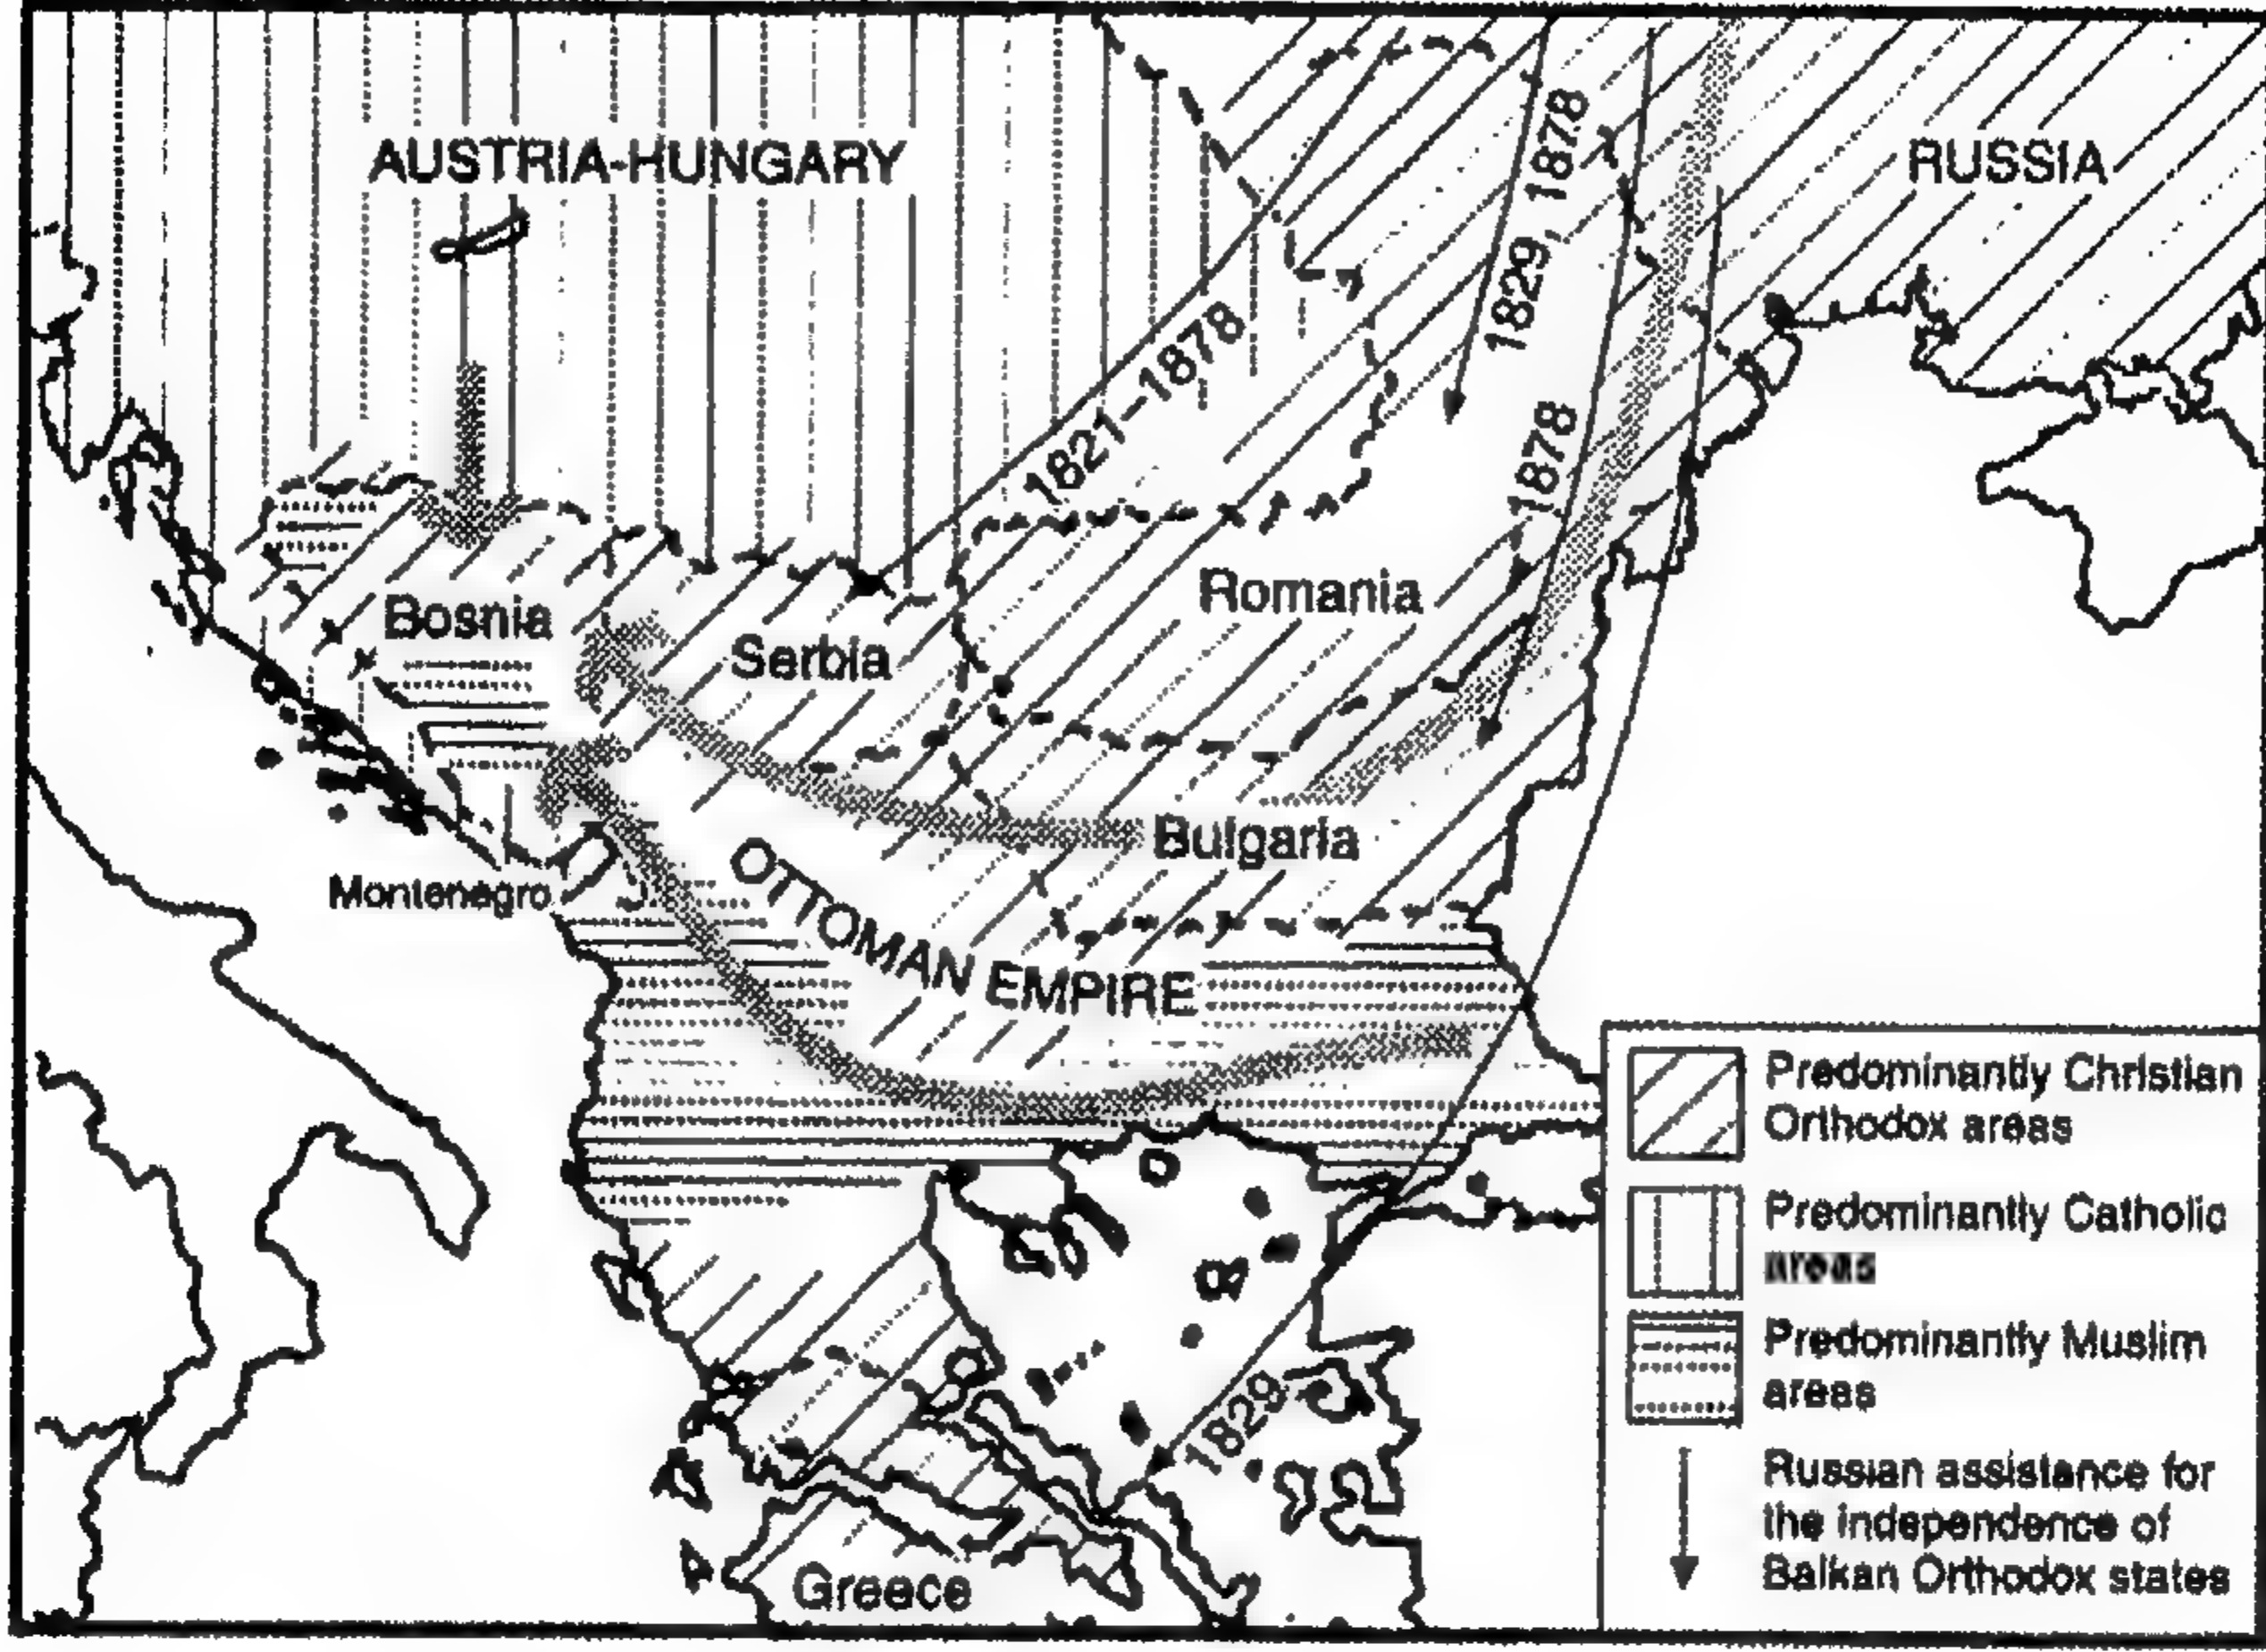 AUSTRIA-HUNGARY
RUSSIA
1829, 1878
1821–1878
1878
Romania
Bosnia
Serbia
Bulgaria
Montenegro
OTTOMAN EMPIRE
1829
Greece
Predominantly Christian
Orthodox areas
Predominantly Catholic
areas
Predominantly Muslim
areas
Russian assistance for
the independence of
Balkan Orthodox states